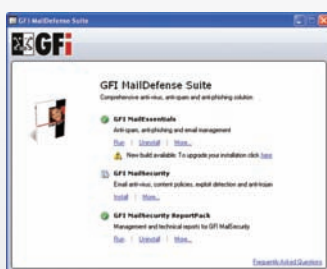 GFI MailDefense Suite
GFi
GFI MailDefense Suite
Comprehensive anti-virus, anti-spam and anti-phishing solution
GFI MailEssentials
Anti-spam, anti-phishing and email management
Run | Uninstall | More...
New build available: To upgrade your installation click here
GFI MailSecurity
Email anti-virus, content policies, exploit detection and anti-trojan
Install | More...
GFI MailSecurity ReportPack
Management and technical reports for GFI MailSecurity
Run | Uninstall | More...
Frequently Asked Questions